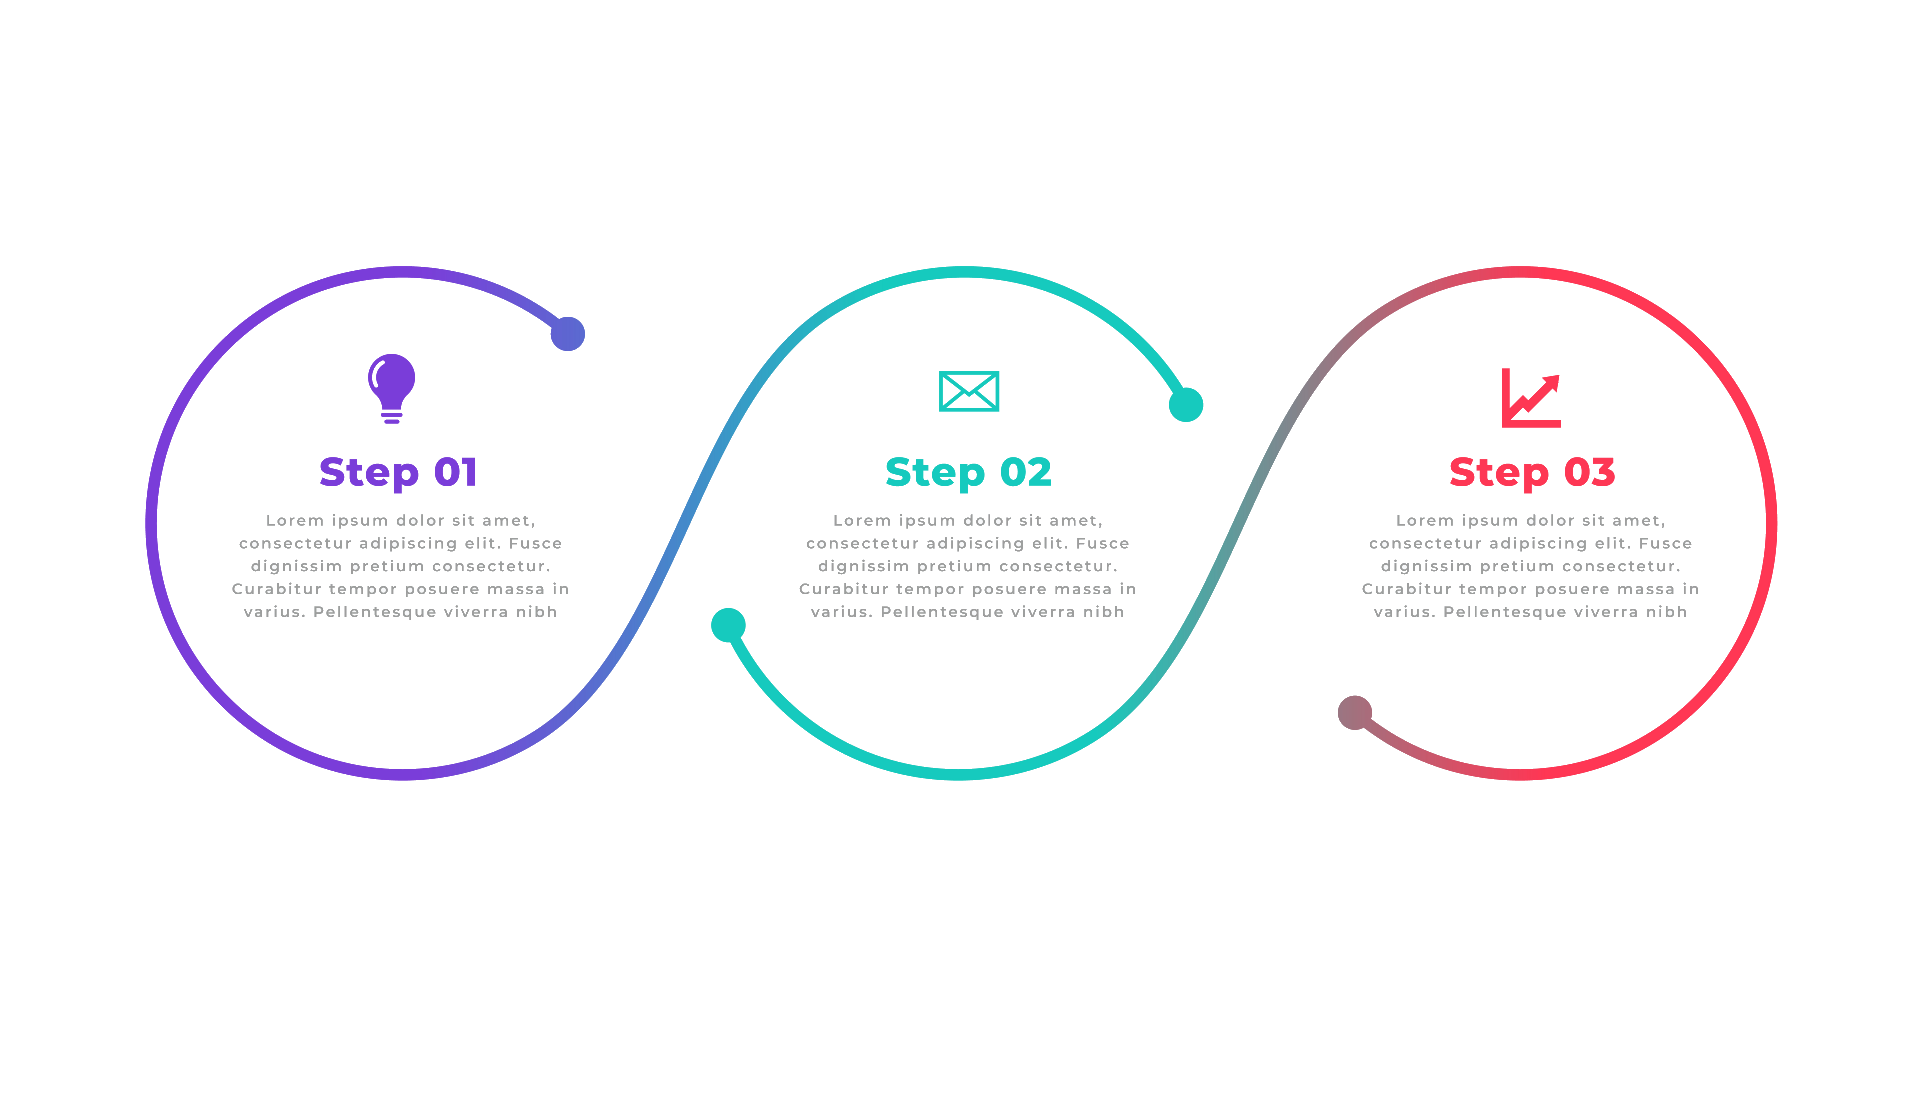 Step 01
Lorem ipsum dolor sit amet,
consectetur adipiscing elit. Fusce
dignissim pretium consectetur.
Curabitur tempor posuere massa in
varius. Pellentesque viverra nibh
Step 02
Lorem ipsum dolor sit amet,
consectetur adipiscing elit. Fusce
dignissim pretium consectetur.
Curabitur tempor posuere massa in
varius. Pellentesque viverra nibh
Step 03
Lorem ipsum dolor sit amet,
consectetur adipiscing elit. Fusce
dignissim pretium consectetur.
Curabitur tempor posuere massa in
varius. Pellentesque viverra nibh